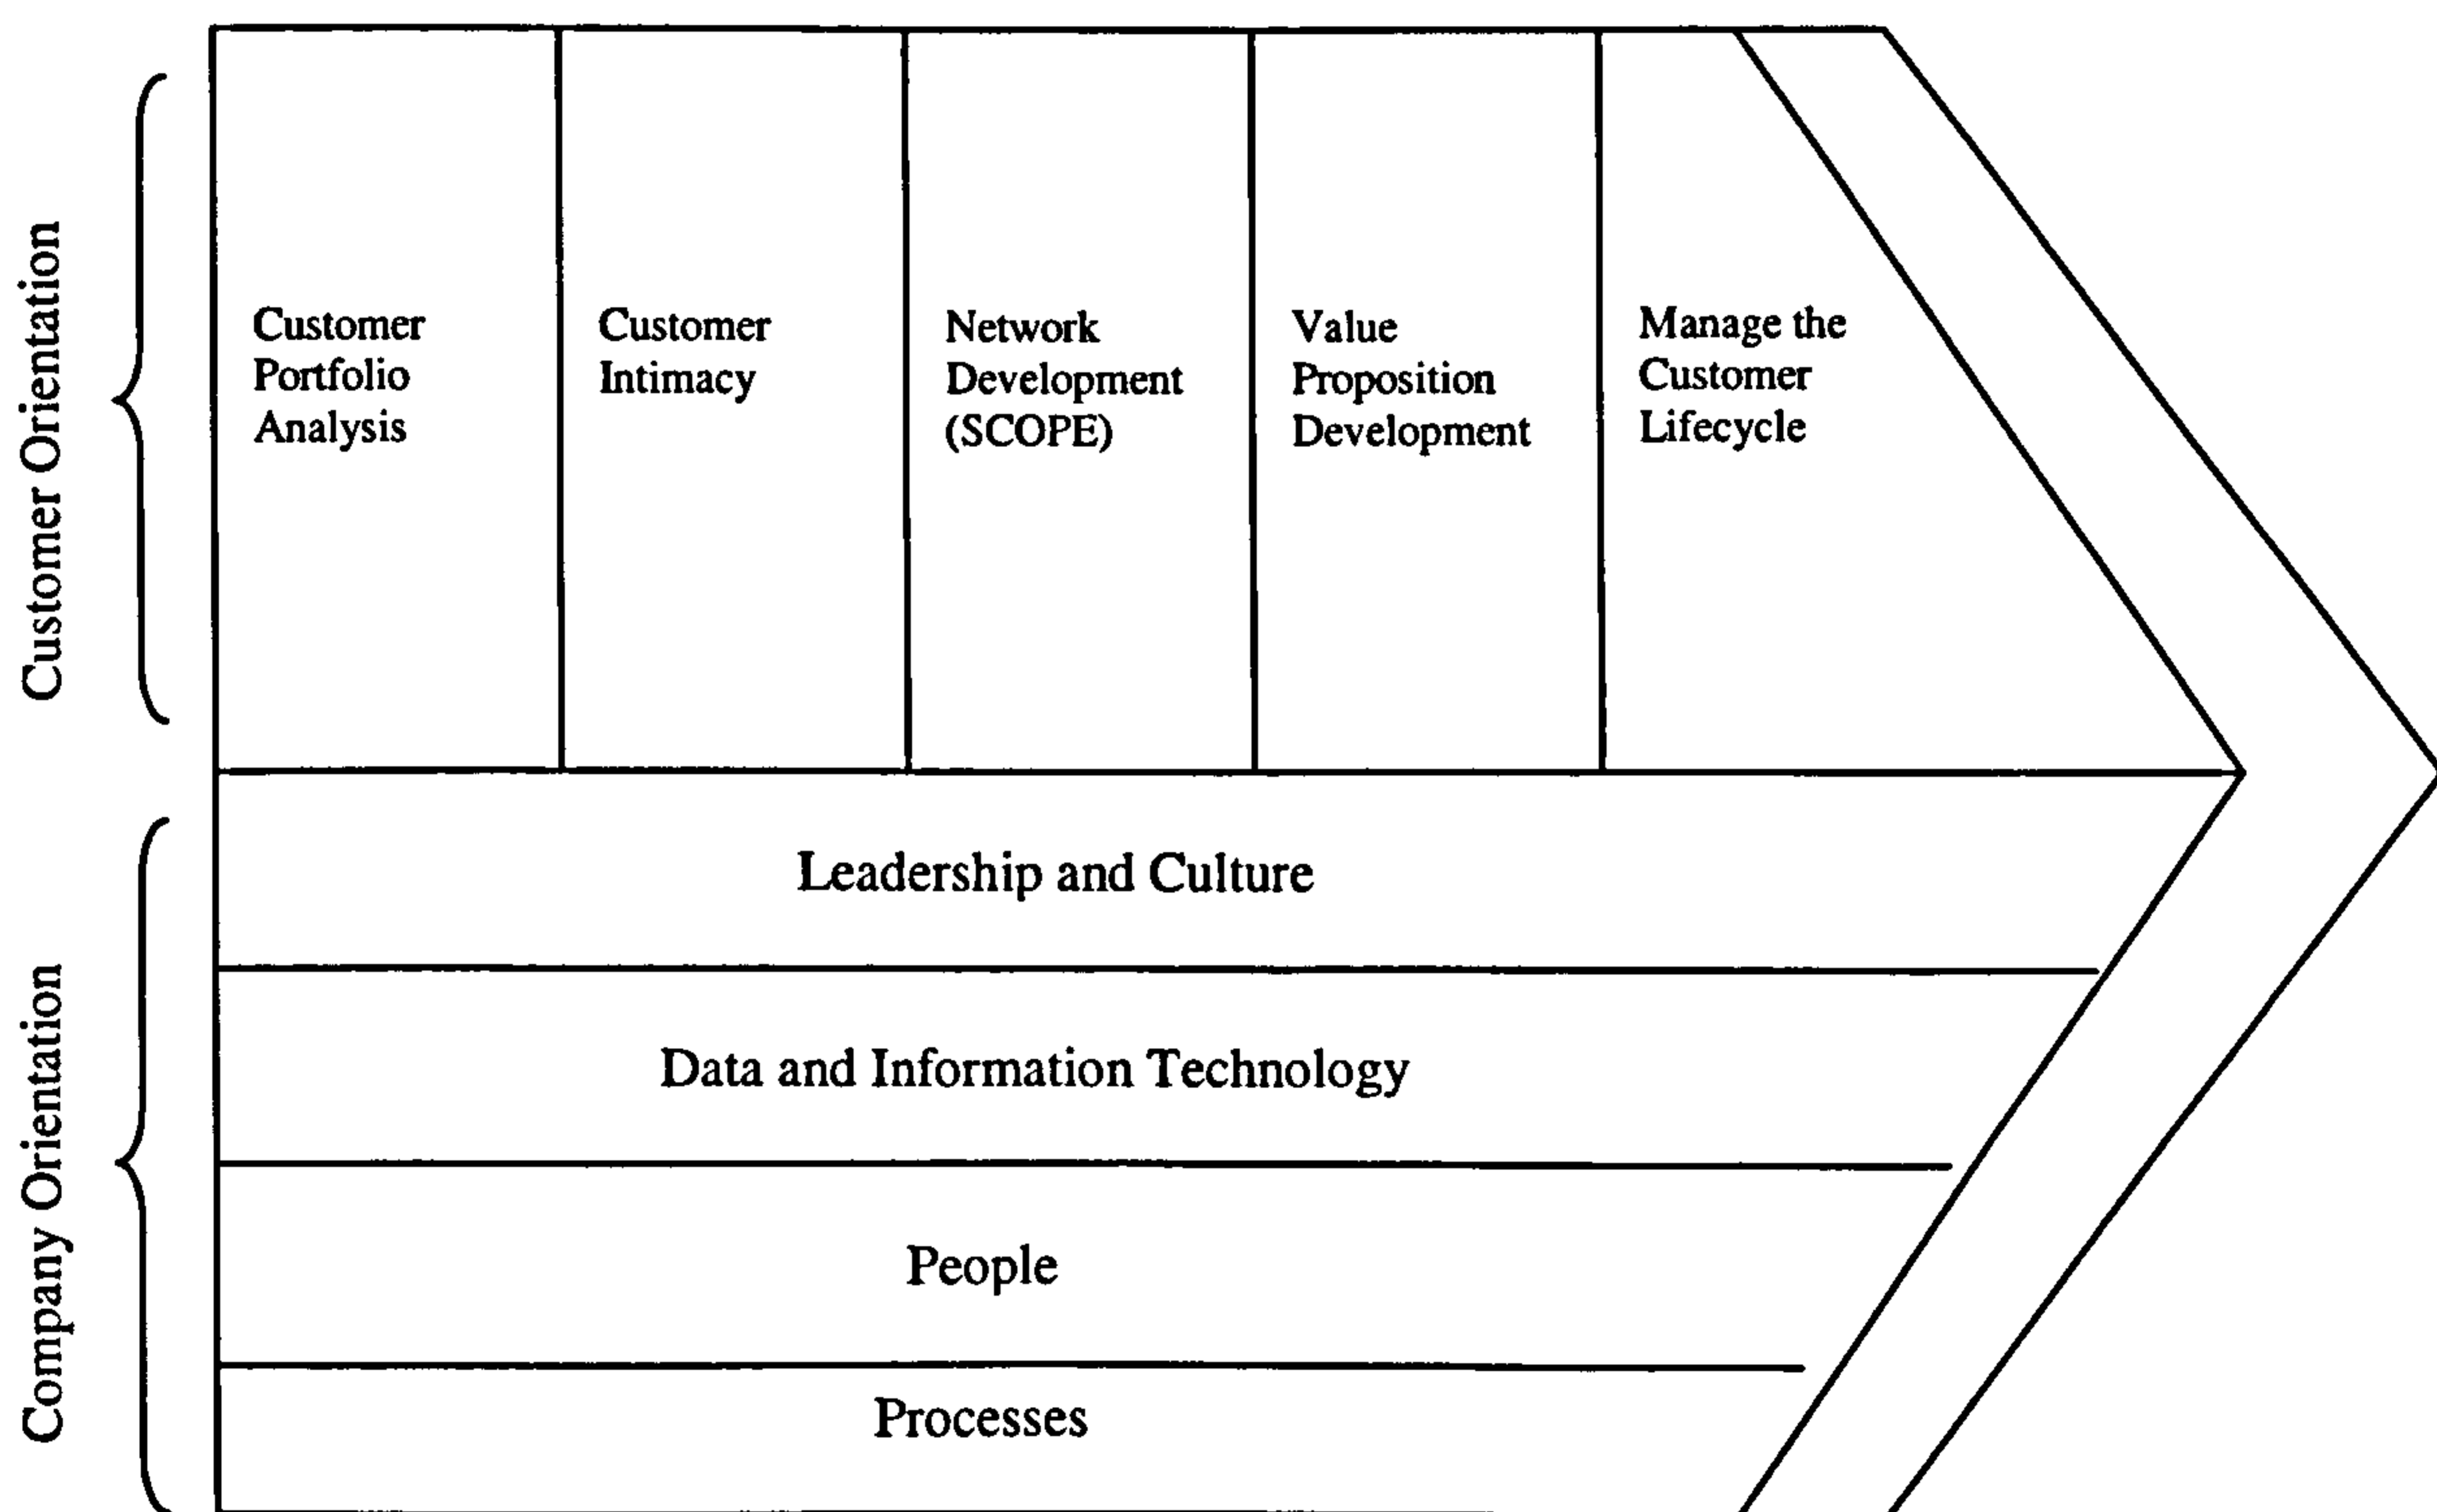 Customer Orientation
Customer
Portfolio
Analysis
Customer
Intimacy
Network
Development
(SCOPE)
Value
Proposition
Development
Manage the
Customer
Lifecycle
Company Orientation
Leadership and Culture
Data and Information Technology
People
Processes